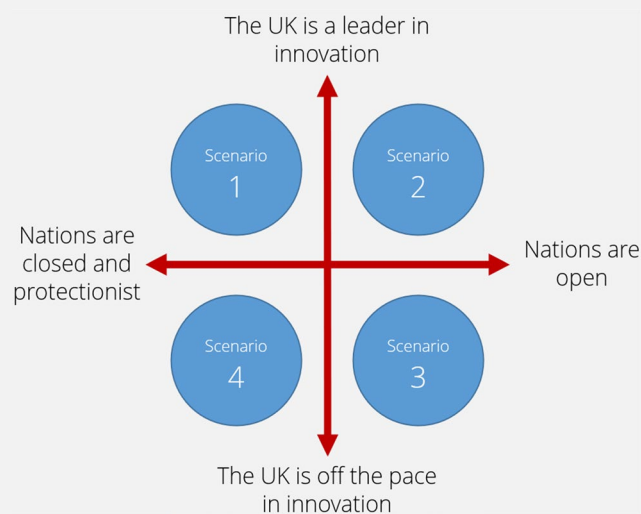 The UK is a leader in
innovation
Scenario
1
Scenario
2
Nations are
closed and
protectionist
Nations are
open
Scenario
4
Scenario
3
The UK is off the pace
in innovation